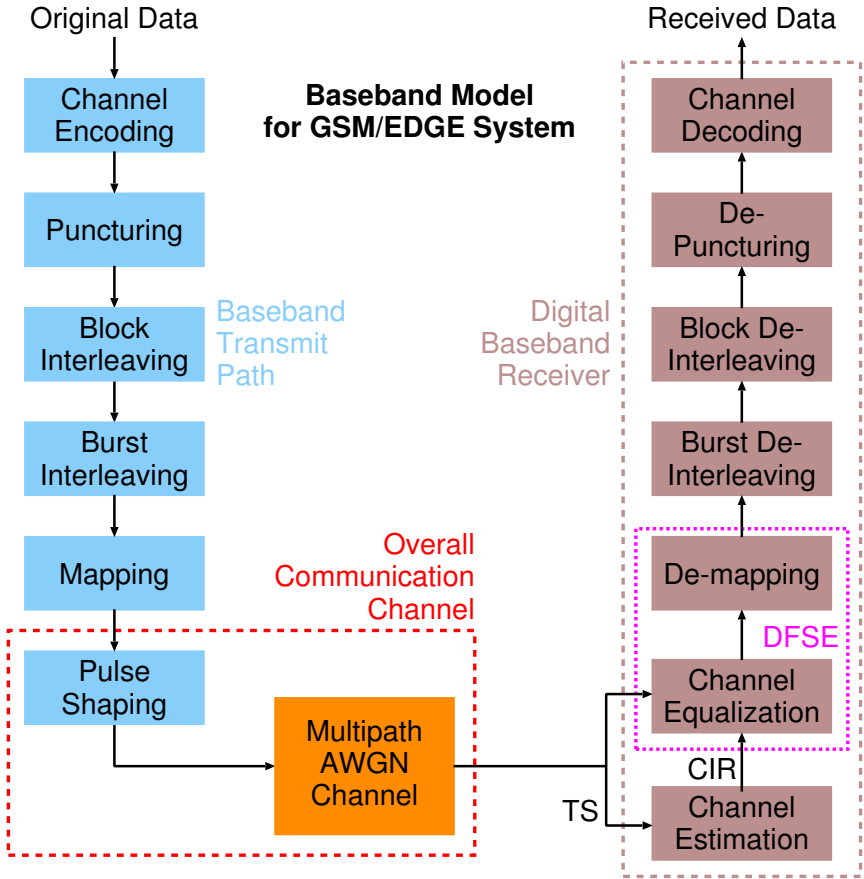 Original Data
Received Data
Baseband Model
for GSM/EDGE System
Channel
Encoding
Puncturing
Block
Interleaving
Burst
Interleaving
Mapping
Pulse
Shaping
Baseband
Transmit
Path
Overall
Communication
Channel
Multipath
AWGN
Channel
Digital
Baseband
Receiver
Channel
Decoding
De-
Puncturing
Block De-
Interleaving
Burst De-
Interleaving
De-mapping
DFSE
Channel
Equalization
CIR
TS
Channel
Estimation